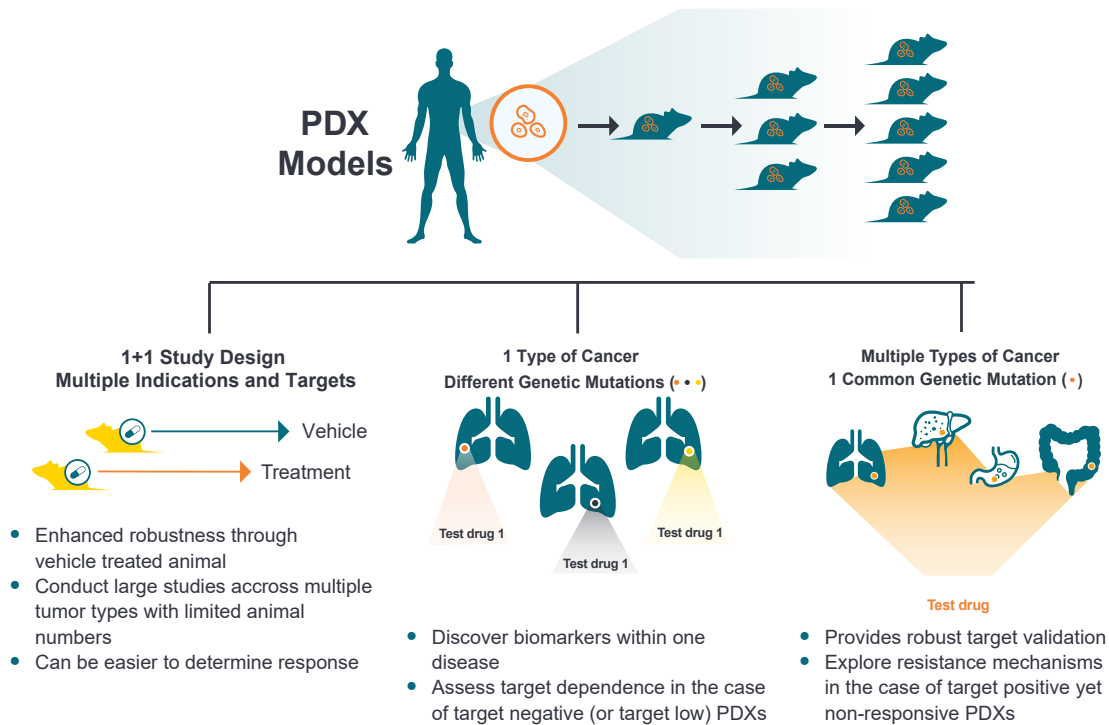 PDX
Models
1+1 Study Design
Multiple Indications and Targets
Vehicle
Treatment
• Enhanced robustness through
vehicle treated animal
• Conduct large studies accross multiple
tumor types with limited animal
numbers
• Can be easier to determine response
1 Type of Cancer
Different Genetic Mutations (• • •)
Test drug 1
Test drug 1
Test drug 1
• Discover biomarkers within one
disease
• Assess target dependence in the case
of target negative (or target low) PDXs
Multiple Types of Cancer
1 Common Genetic Mutation (•)
Test drug
• Provides robust target validation
• Explore resistance mechanisms
in the case of target positive yet
non-responsive PDXs